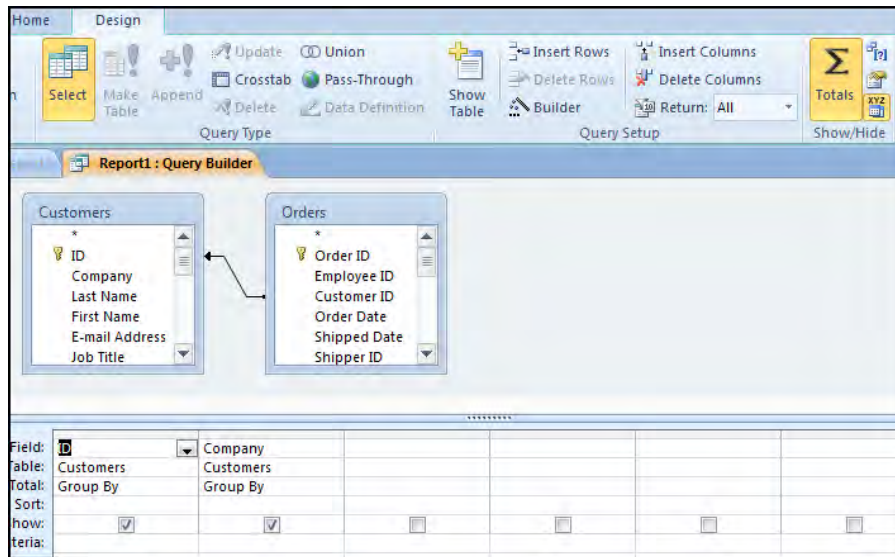 Home Design
Update Union
Insert Rows Insert Columns
Crosstab Pass-Through
Delete Rows Delete Columns
n Select Make Table Append
Delete Data Definition
Show Table
Builder Return: All
Totals
XYZ
Query Type Query Setup Show/Hide
Report1 : Query Builder
Customers
*
ID
Company
Last Name
First Name
E-mail Address
Job Title
Orders
*
Order ID
Employee ID
Customer ID
Order Date
Shipped Date
Shipper ID
Field: ID Company
Table: Customers Customers
Total: Group By Group By
Sort:
how:
teria: